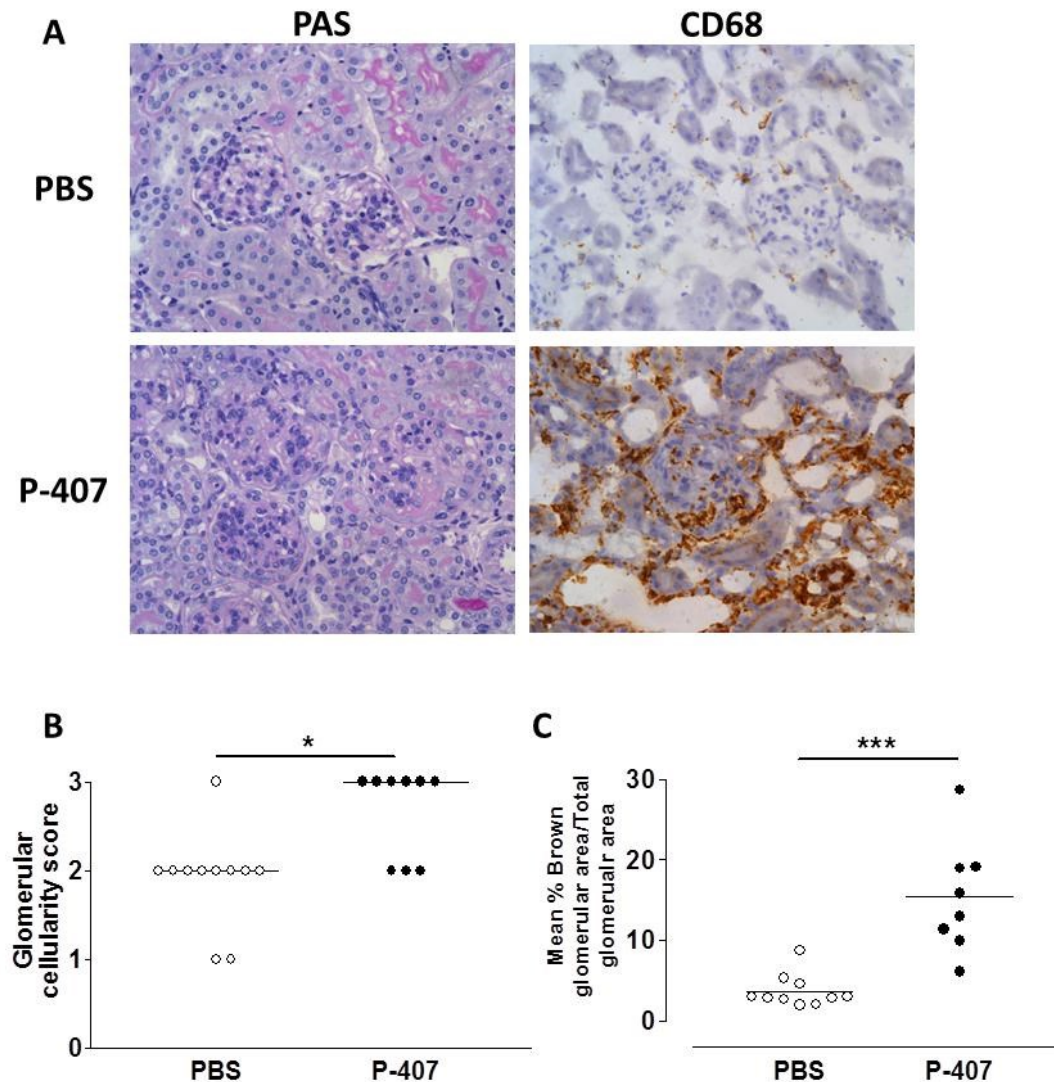 A
PAS
CD68
PBS
P-407
B
*
Glomerular
cellularity score
3
2
1
0
PBS
P-407
C
***
Mean % Brown
glomerular area/Total
glomerualr area
30
20
10
0
PBS
P-407